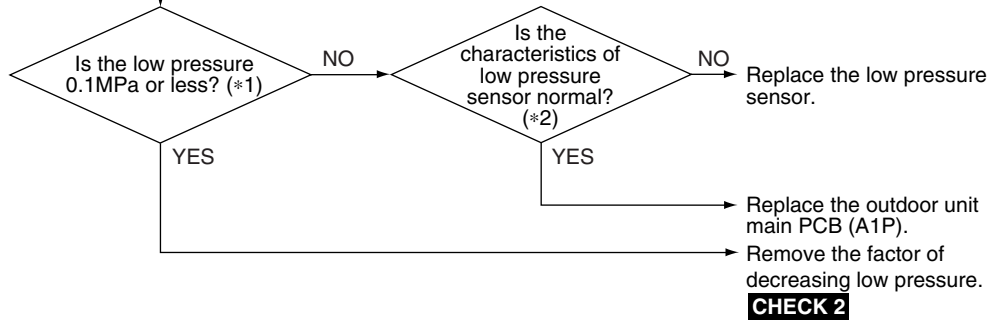 Is the low pressure
0.1MPa or less? (*1)
NO
Is the
characteristics of
low pressure
sensor normal?
(*2)
NO
Replace the low pressure
sensor.
YES
YES
Replace the outdoor unit
main PCB (A1P).
Remove the factor of
decreasing low pressure.
CHECK 2